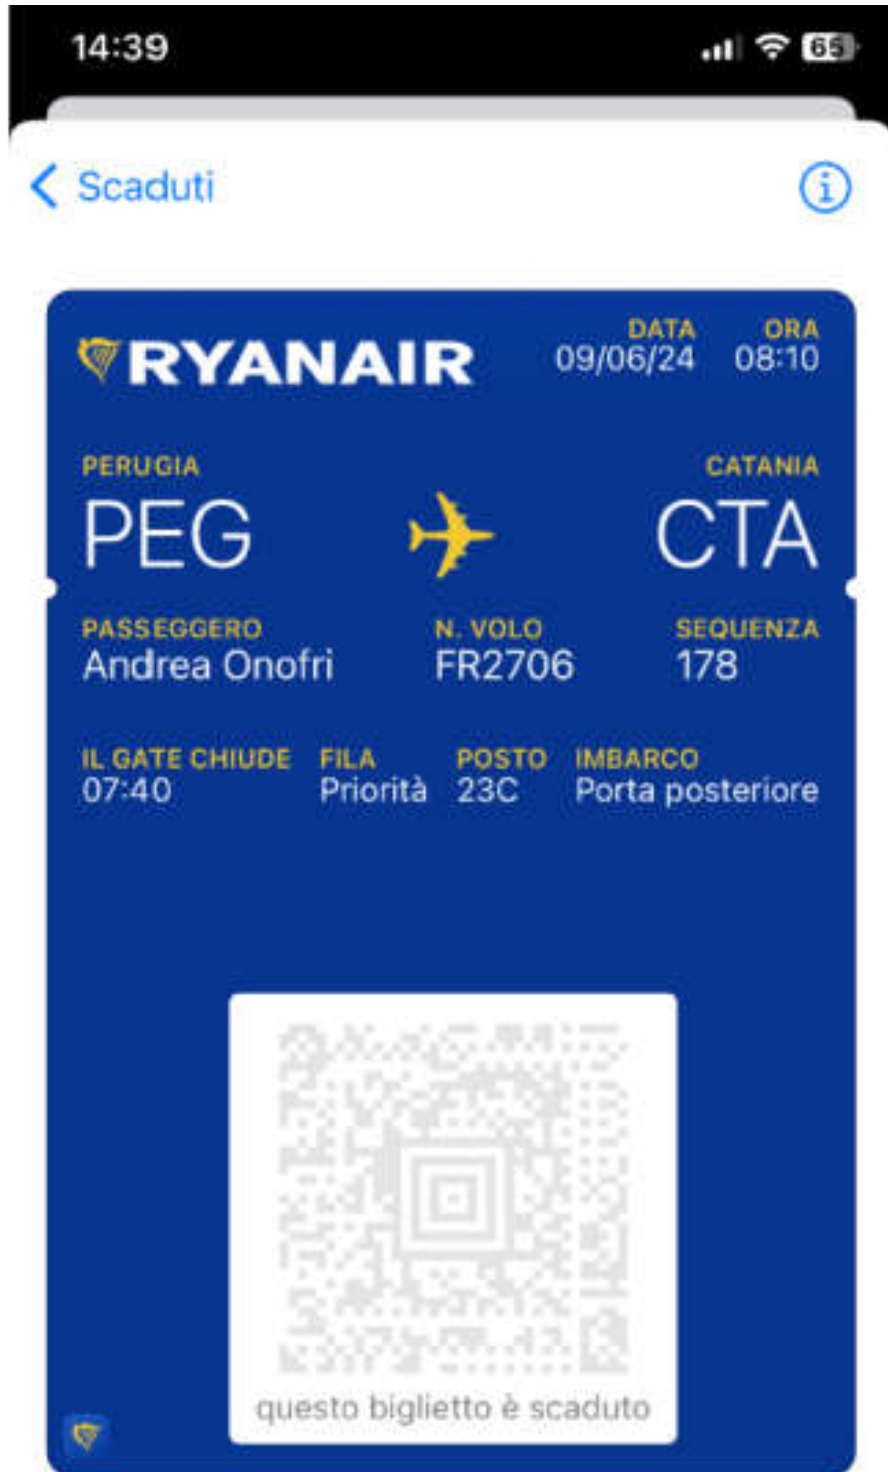 14:39
65
Scaduti
RYANAIR
DATA ORA
09/06/24 08:10
PERUGIA CATANIA
PEG CTA
PASSEGGERO N. VOLO SEQUENZA
Andrea Onofri FR2706 178
IL GATE CHIUDE FILA POSTO IMBARCO
07:40 Priorità 23C Porta posteriore
questo biglietto è scaduto